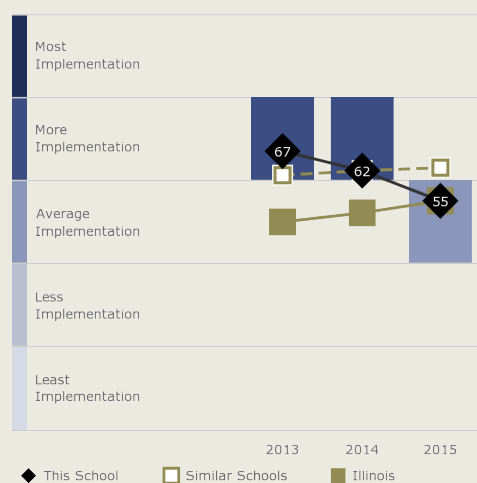 Most
Implementation
More
Implementation
67
62
Average
Implementation
55
Less
Implementation
Least
Implementation
2013 2014 2015
This School Similar Schools Illinois